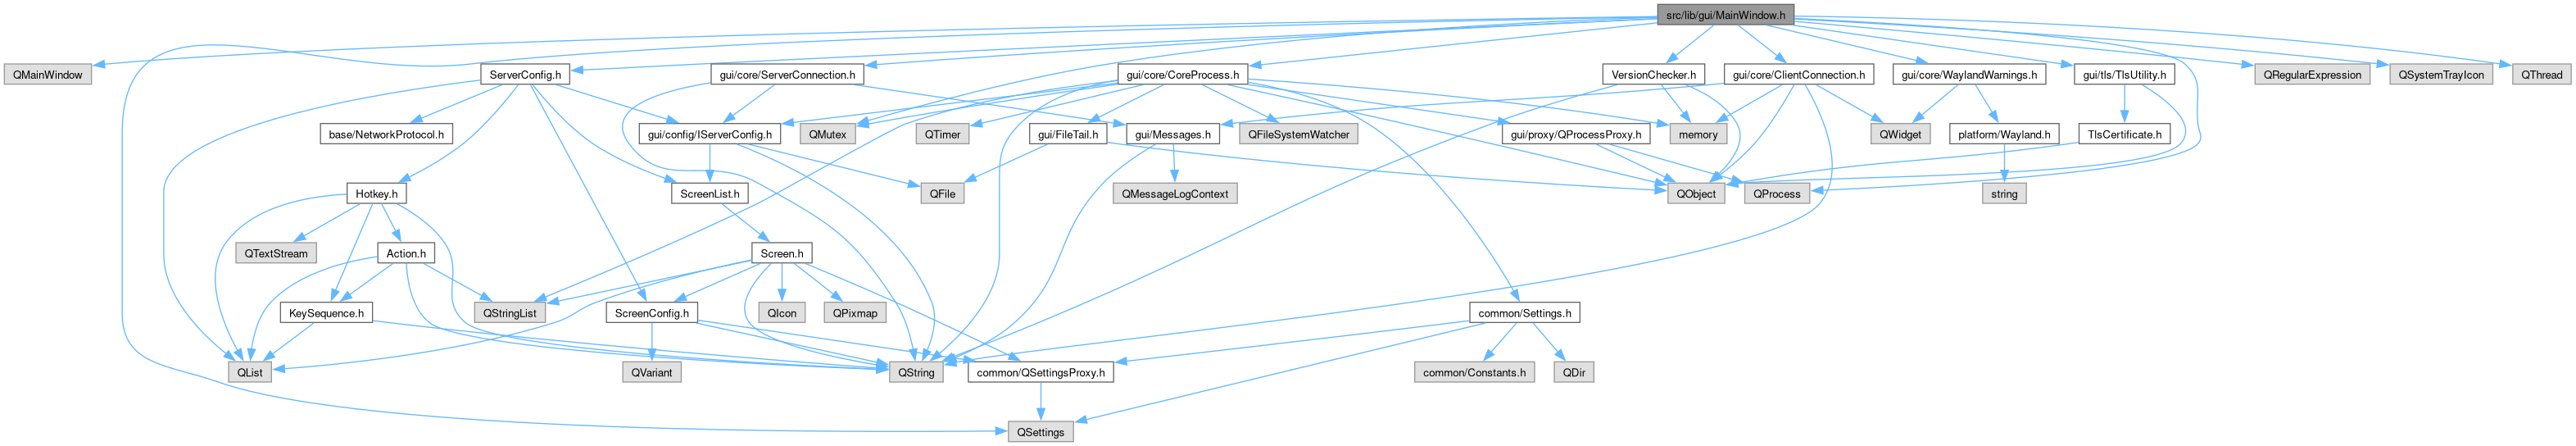 src/lib/gui/MainWindow.h
QMainWindow
ServerConfig.h
gui/core/ServerConnection.h
gui/core/CoreProcess.h
VersionChecker.h
gui/core/ClientConnection.h
gui/core/WaylandWarnings.h
gui/tls/TlsUtility.h
QRegularExpression
QSystemTrayIcon
QThread
base/NetworkProtocol.h
gui/config/IServerConfig.h
QMutex
QTimer
gui/FileTail.h
gui/Messages.h
QFileSystemWatcher
gui/proxy/QProcessProxy.h
memory
QWidget
platform/Wayland.h
TlsCertificate.h
Hotkey.h
ScreenList.h
QFile
QMessageLogContext
QObject
QProcess
string
QTextStream
Action.h
Screen.h
KeySequence.h
QStringList
ScreenConfig.h
QIcon
QPixmap
common/Settings.h
QList
QVariant
QString
common/QSettingsProxy.h
common/Constants.h
QDir
QSettings